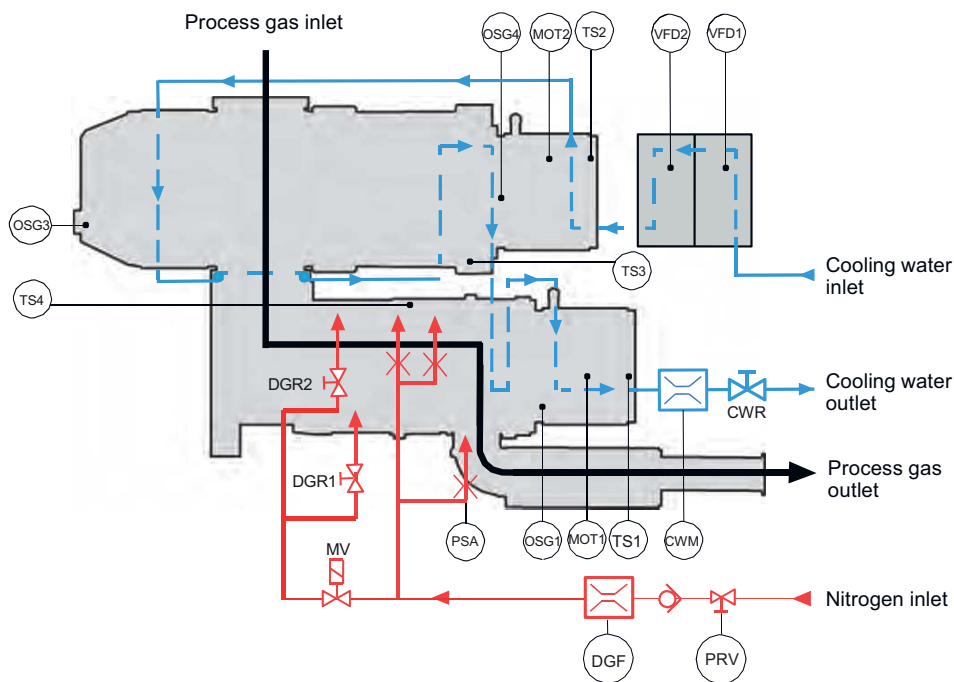 Process gas inlet
OSG4
MOT2
TS2
VFD2
VFD1
OSG3
TS3
Cooling water
inlet
TS4
DGR2
Cooling water
outlet
CWR
DGR1
Process gas
outlet
PSA
OSG1
MOT1
TS1
CWM
MV
Nitrogen inlet
DGF
PRV